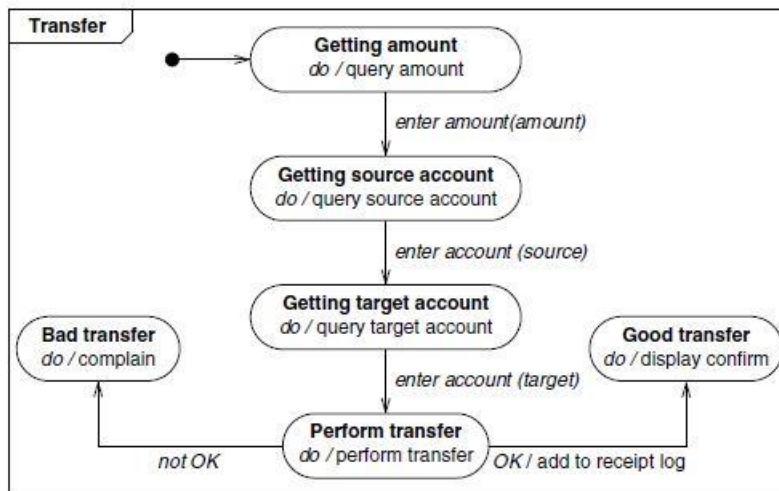 Transfer
Getting amount
do / query amount
enter amount(amount)
Getting source account
do / query source account
enter account (source)
Getting target account
do / query target account
Bad transfer
do / complain
Good transfer
do / display confirm
enter account (target)
Perform transfer
do / perform transfer
not OK
OK / add to receipt log